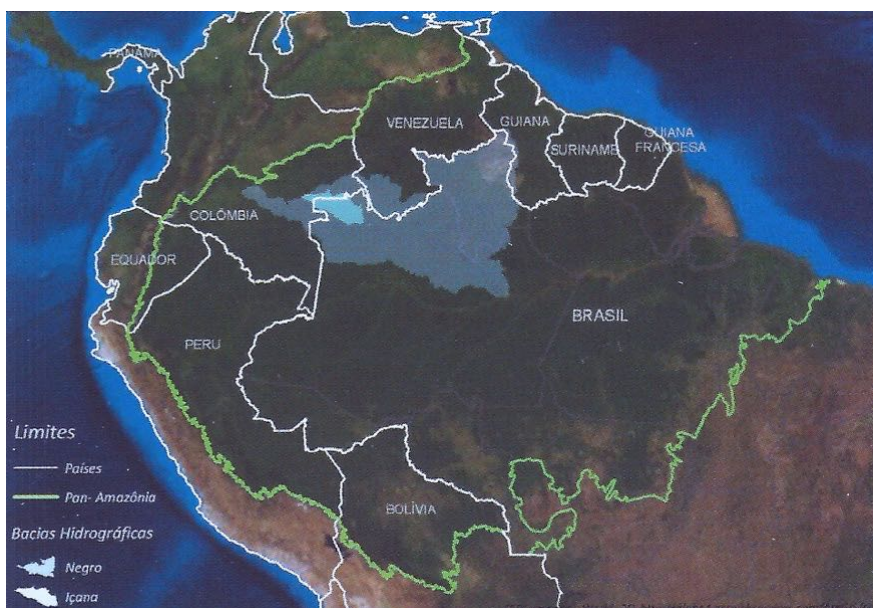 PANAMÁ
VENEZUELA
GUIANA
SURINAME
GUIANA
FRANCESA
COLÔMBIA
EQUADOR
BRASIL
PERU
BOLÍVIA
Limites
Países
Pan- Amazônia
Bacias Hidrográficas
Negro
Içana